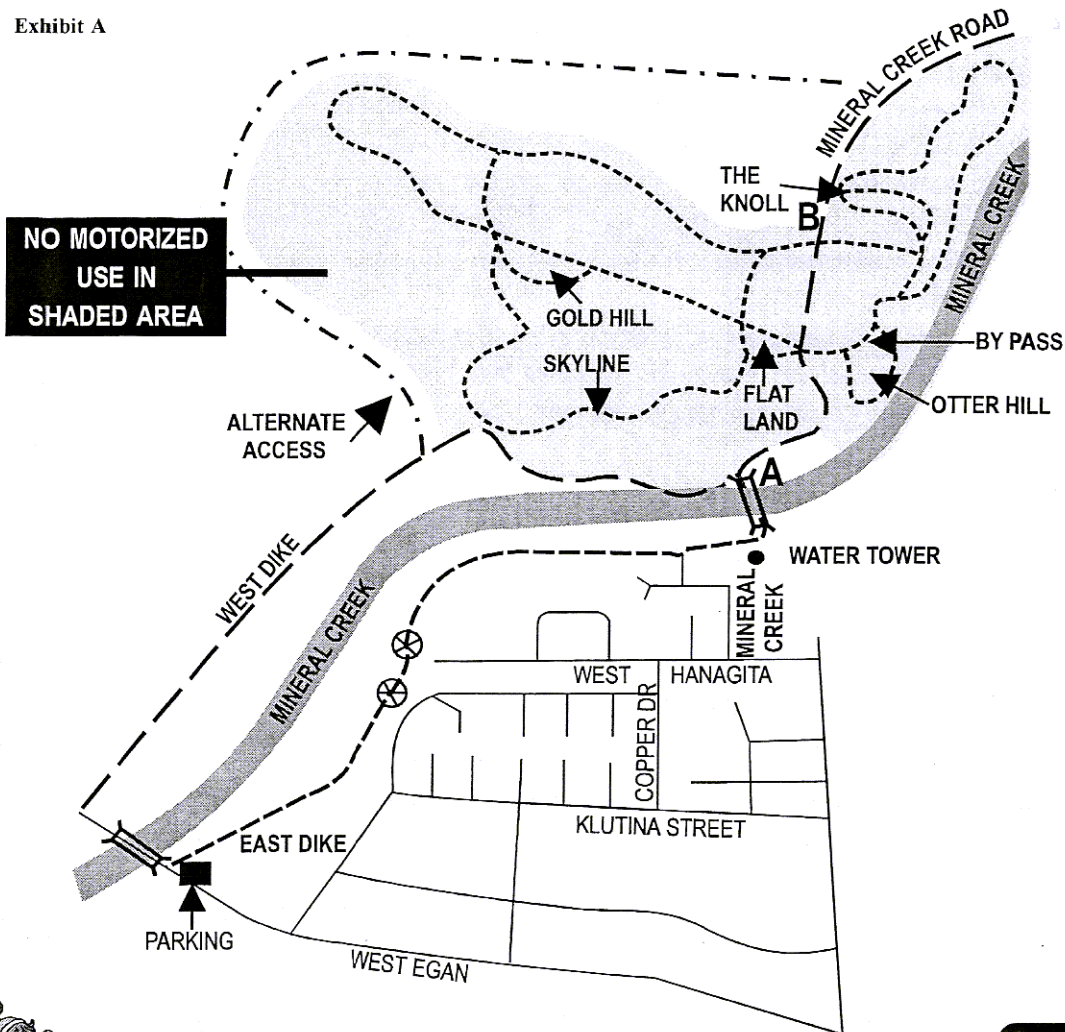 Exhibit A
MINERAL CREEK ROAD
THE
KNOLL
B
MINERAL CREEK
NO MOTORIZED
USE IN
SHADED AREA
GOLD HILL
BY PASS
SKYLINE
FLAT
LAND
OTTER HILL
ALTERNATE
ACCESS
A
WATER TOWER
WEST DIKE
MINERAL CREEK
MINERAL
CREEK
WEST HANAGITA
COPPER DR
KLUTINA STREET
EAST DIKE
PARKING
WEST EGAN